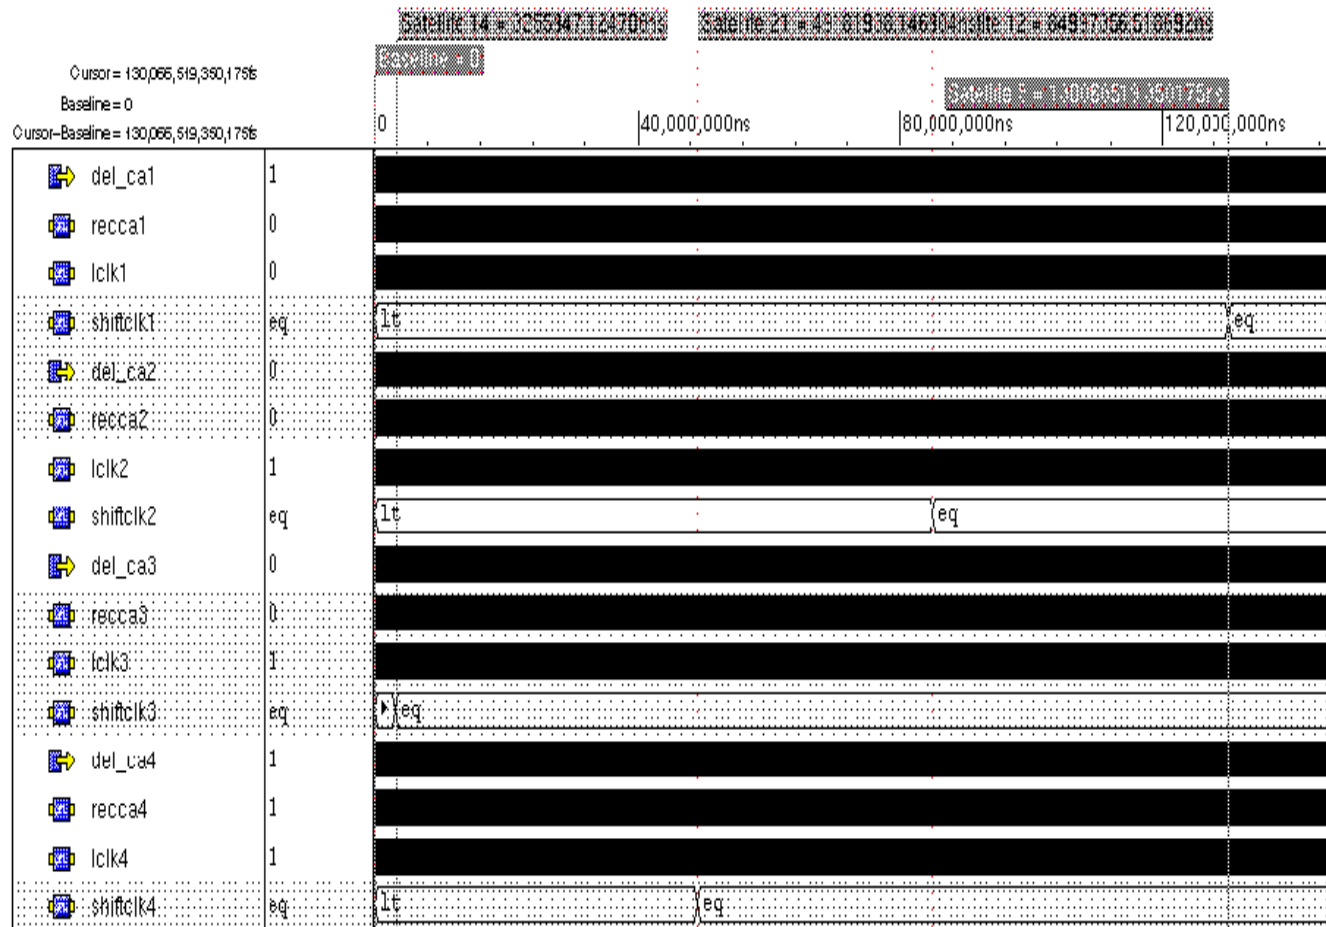 Baseline = 0
Cursor = 130,066,519,350,175fs
Baseline = 0
Cursor-Baseline = 130,066,519,350,175fs
0 40,000,000ns 80,000,000ns 120,000,000ns
del_ca1 1
recca1 0
lclk1 0
shiftclk1 eq lt eq
del_ca2 0
recca2 0
lclk2 1
shiftclk2 eq lt eq
del_ca3 0
recca3 0
lclk3 1
shiftclk3 eq eq
del_ca4 1
recca4 1
lclk4 1
shiftclk4 eq lt eq